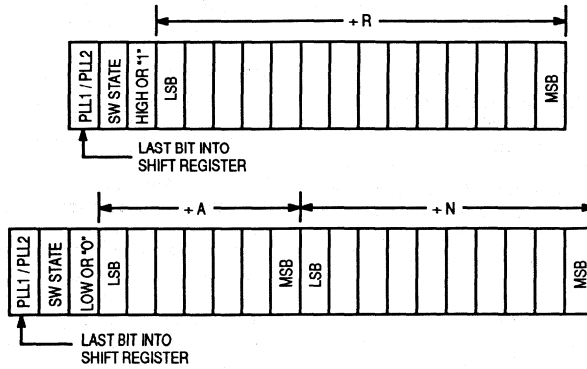 ÷ R
PLL1 / PLL2
SW STATE
HIGH OR "1"
LSB
MSB
LAST BIT INTO
SHIFT REGISTER
÷ A
÷ N
PLL1 / PLL2
SW STATE
LOW OR "0"
LSB
MSB
LSB
MSB
LAST BIT INTO
SHIFT REGISTER